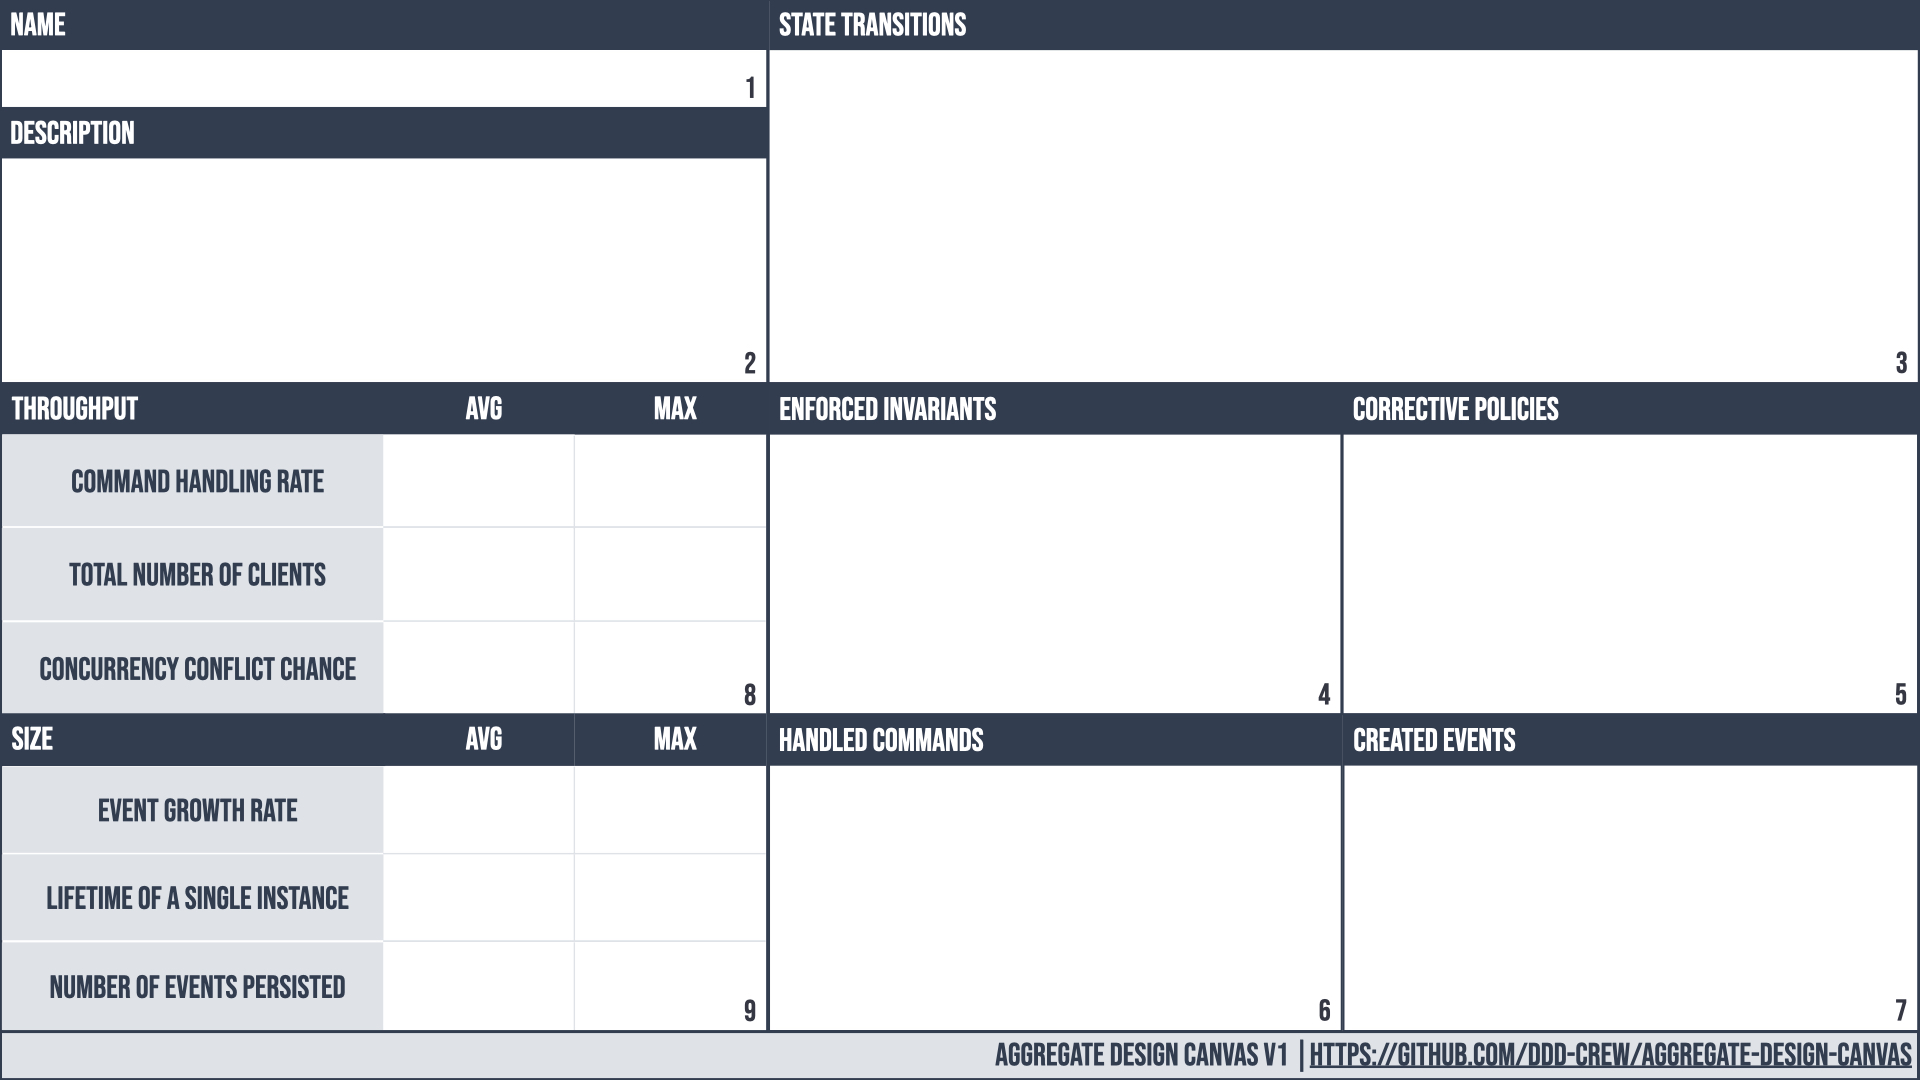 NAME
1
DESCRIPTION
2
STATE TRANSITIONS
3
THROUGHPUT AVG MAX
COMMAND HANDLING RATE
TOTAL NUMBER OF CLIENTS
CONCURRENCY CONFLICT CHANCE
8
ENFORCED INVARIANTS
4
CORRECTIVE POLICIES
5
SIZE AVG MAX
EVENT GROWTH RATE
LIFETIME OF A SINGLE INSTANCE
NUMBER OF EVENTS PERSISTED
9
HANDLED COMMANDS
6
CREATED EVENTS
7
AGGREGATE DESIGN CANVAS V1 | HTTPS://GITHUB.COM/DDD-CREW/AGGREGATE-DESIGN-CANVAS